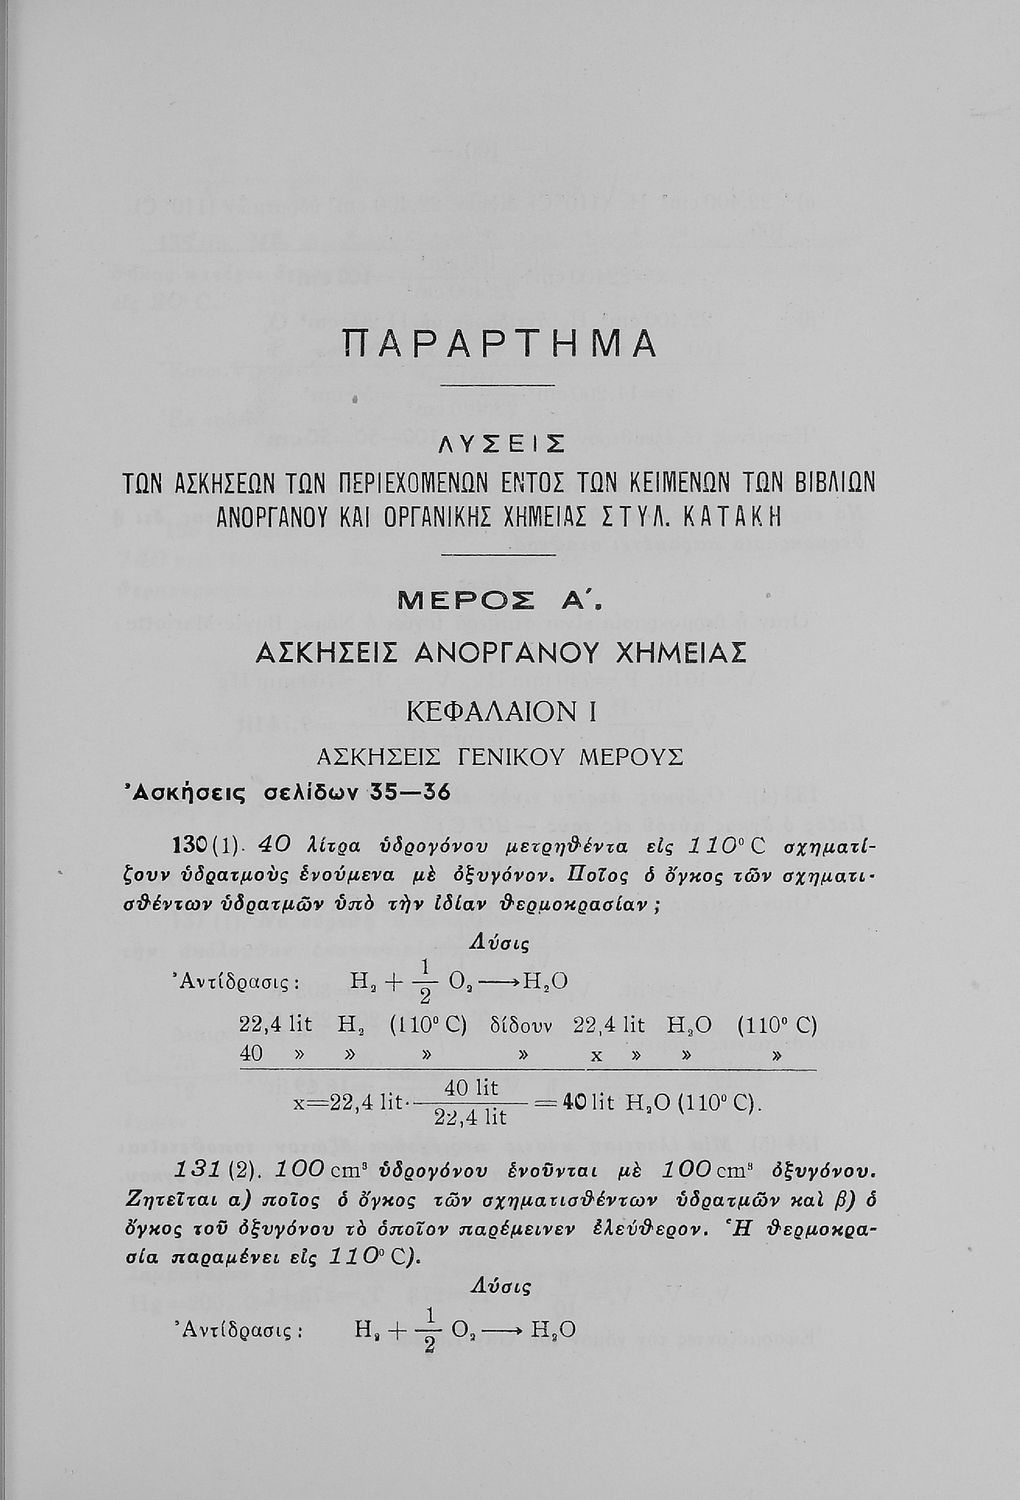 ΠΑΡΑΡΤΗΜΑ
ΛΥΣΕΙΣ
ΤΩΝ ΑΣΚΗΣΕΩΝ ΤΩΝ ΠΕΡΙΕΧΟΜΕΝΩΝ ΕΝΤΟΣ ΤΩΝ ΚΕΙΜΕΝΩΝ ΤΩΝ ΒΙΒΛΙΩΝ
ΑΝΟΡΓΑΝΟΥ ΚΑΙ ΟΡΓΑΝΙΚΗΣ ΧΗΜΕΙΑΣ ΣΤΥΛ. ΚΑΤΑΚΗ
ΜΕΡΟΣ Α΄.
ΑΣΚΗΣΕΙΣ ΑΝΟΡΓΑΝΟΥ ΧΗΜΕΙΑΣ
ΚΕΦΑΛΑΙΟΝ Ι
ΑΣΚΗΣΕΙΣ ΓΕΝΙΚΟΥ ΜΕΡΟΥΣ
Ἀσκήσεις σελίδων 35—36
130(1). 40 λίτρα ὑδρογόνου μετρηθέντα εἰς 110° C σχηματί-
ζουν ὑδρατμοὺς ἑνούμενα μὲ ὀξυγόνον. Ποῖος ὁ ὄγκος τῶν σχηματι-
σθέντων ὑδρατμῶν ὑπὸ τὴν ἰδίαν θερμοκρασίαν ;
Λύσις
Ἀντίδρασις : H₂ + 1/2 O₂ ⟶ H₂O
22,4 lit H₂ (110° C) δίδουν 22,4 lit H₂O (110° C)
40 » » » » x » » »
x=22,4 lit· 40 lit / 22,4 lit = 40 lit H₂O (110° C).
131 (2). 100 cm³ ὑδρογόνου ἑνοῦνται μὲ 100 cm³ ὀξυγόνου.
Ζητεῖται α) ποῖος ὁ ὄγκος τῶν σχηματισθέντων ὑδρατμῶν καὶ β) ὁ
ὄγκος τοῦ ὀξυγόνου τὸ ὁποῖον παρέμεινεν ἐλεύθερον. Ἡ θερμοκρα-
σία παραμένει εἰς 110° C).
Λύσις
Ἀντίδρασις : H₂ + 1/2 O₂ ⟶ H₂O